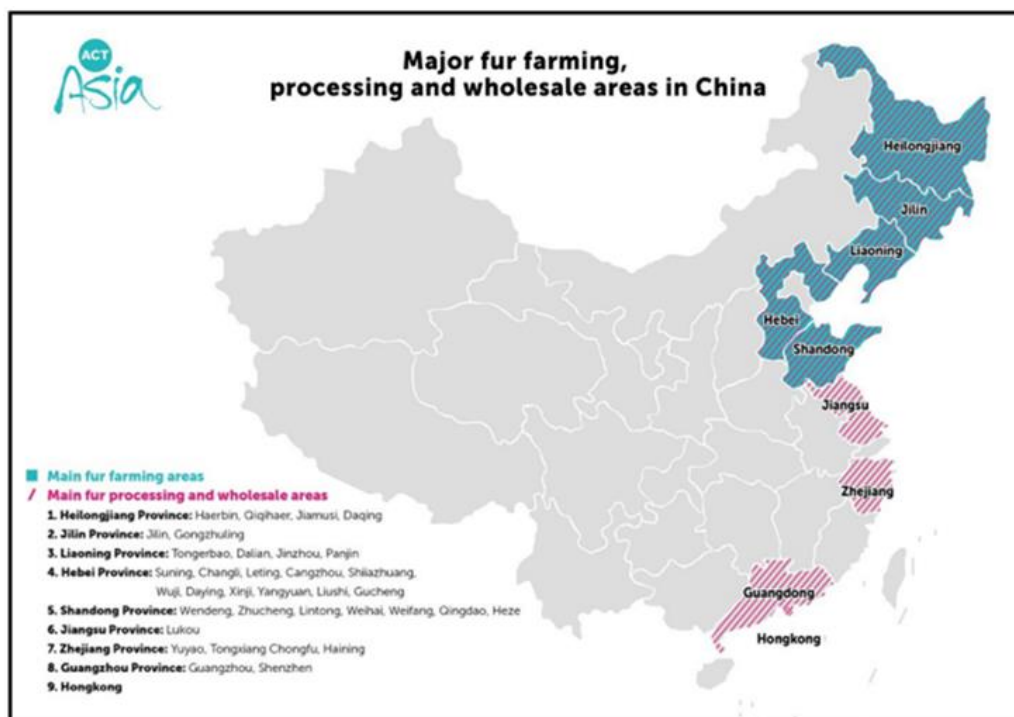 ACT
Asia
Major fur farming,
processing and wholesale areas in China
Heilongjiang
Jilin
Liaoning
Hebei
Shandong
Jiangsu
Zhejiang
Guangdong
Hongkong
Main fur farming areas
Main fur processing and wholesale areas
1. Heilongjiang Province: Haerbin, Qiqihaer, Jiamusi, Daqing
2. Jilin Province: Jilin, Gongzhuling
3. Liaoning Province: Tongerbao, Dalian, Jinzhou, Panjin
4. Hebei Province: Suning, Changli, Leting, Cangzhou, Shiiazhuang,
Wuji, Daying, Xinji, Yangyuan, Liushi, Gucheng
5. Shandong Province: Wendeng, Zhucheng, Lintong, Weihai, Weifang, Qingdao, Heze
6. Jiangsu Province: Lukou
7. Zhejiang Province: Yuyao, Tongxiang Chongfu, Haining
8. Guangzhou Province: Guangzhou, Shenzhen
9. Hongkong